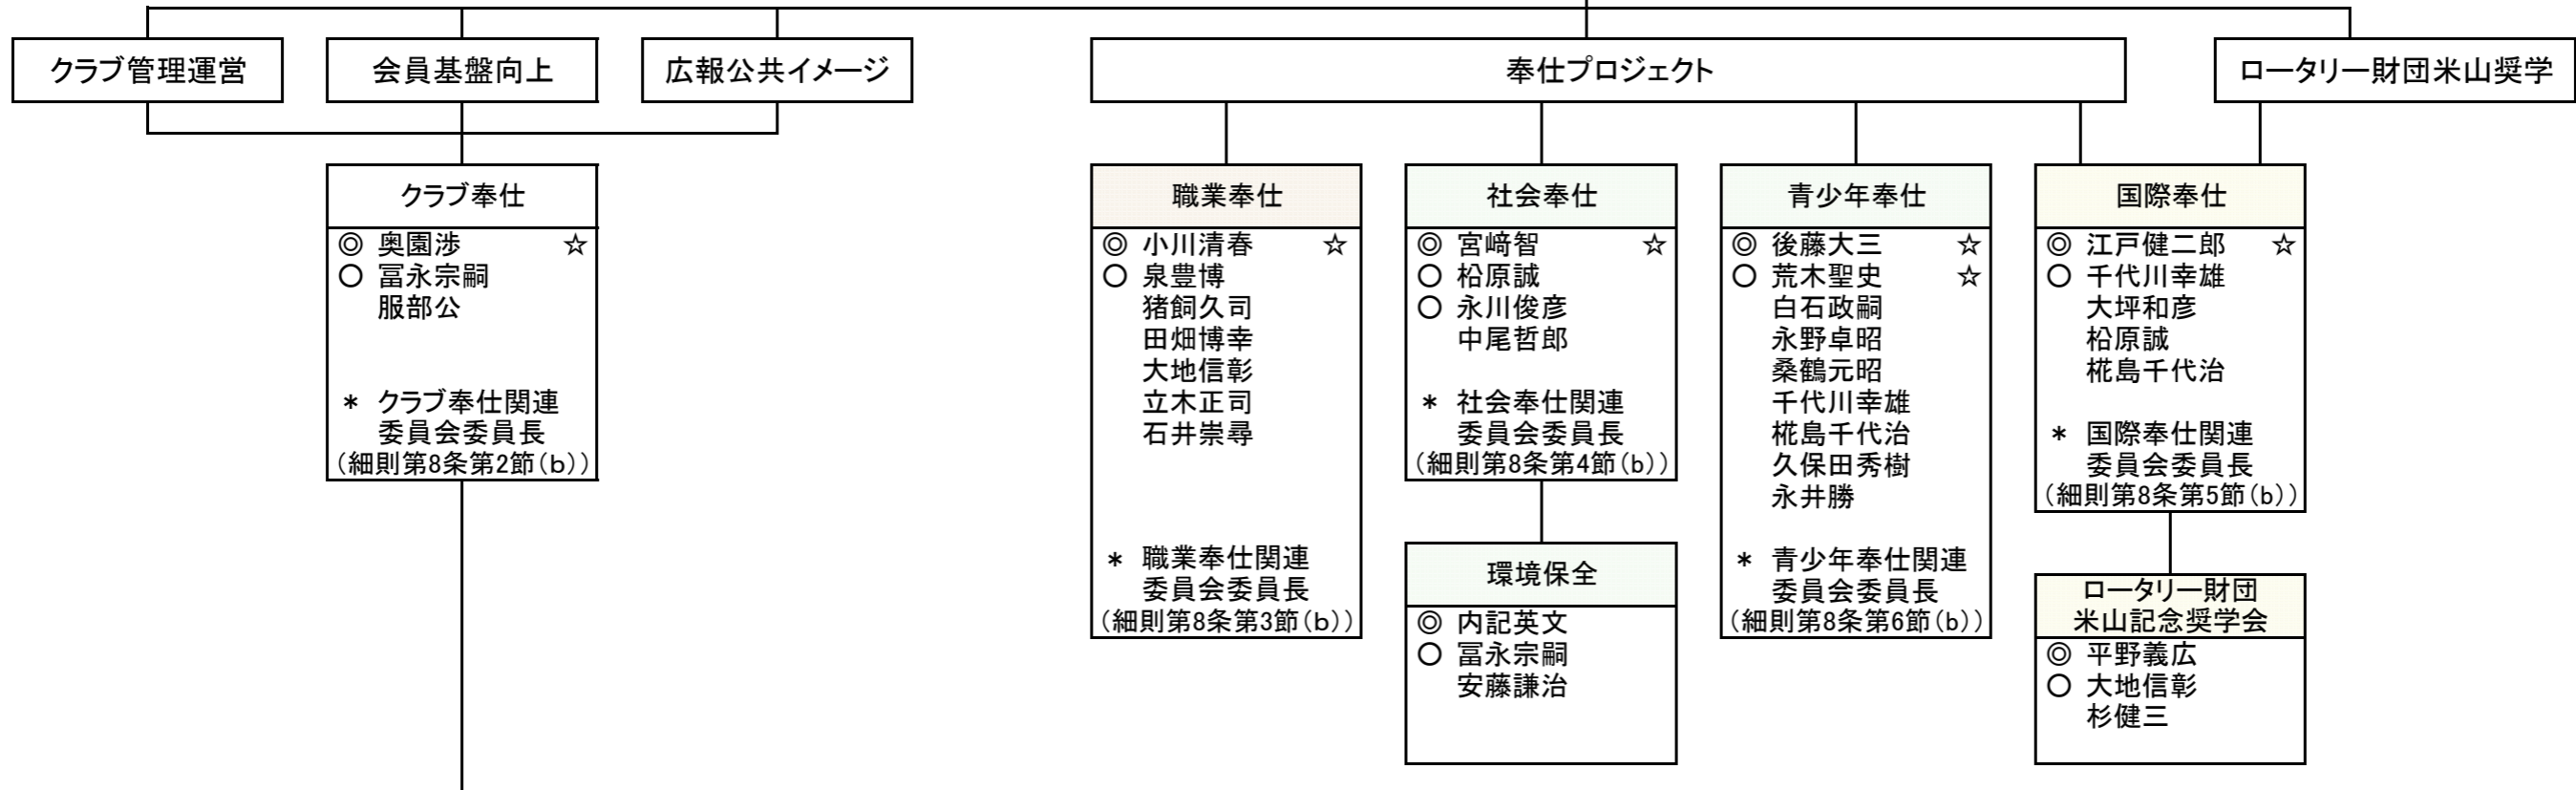 クラブ管理運営
会員基盤向上
広報公共イメージ
奉仕プロジェクト
ロータリー財団米山奨学
クラブ奉仕
◎ 奥園渉 ☆
○ 冨永宗嗣
服部公
* クラブ奉仕関連
委員会委員長
(細則第8条第2節(b))
職業奉仕
◎ 小川清春 ☆
○ 泉豊博
猪飼久司
田畑博幸
大地信彰
立木正司
石井崇尋
* 職業奉仕関連
委員会委員長
(細則第8条第3節(b))
社会奉仕
◎ 宮﨑智 ☆
○ 枩原誠
○ 永川俊彦
中尾哲郎
* 社会奉仕関連
委員会委員長
(細則第8条第4節(b))
環境保全
◎ 内記英文
○ 冨永宗嗣
安藤謙治
青少年奉仕
◎ 後藤大三 ☆
○ 荒木聖史 ☆
白石政嗣
永野卓昭
桑鶴元昭
千代川幸雄
椛島千代治
久保田秀樹
永井勝
* 青少年奉仕関連
委員会委員長
(細則第8条第6節(b))
国際奉仕
◎ 江戸健二郎 ☆
○ 千代川幸雄
大坪和彦
枩原誠
椛島千代治
* 国際奉仕関連
委員会委員長
(細則第8条第5節(b))
ロータリー財団
米山記念奨学会
◎ 平野義広
○ 大地信彰
杉健三